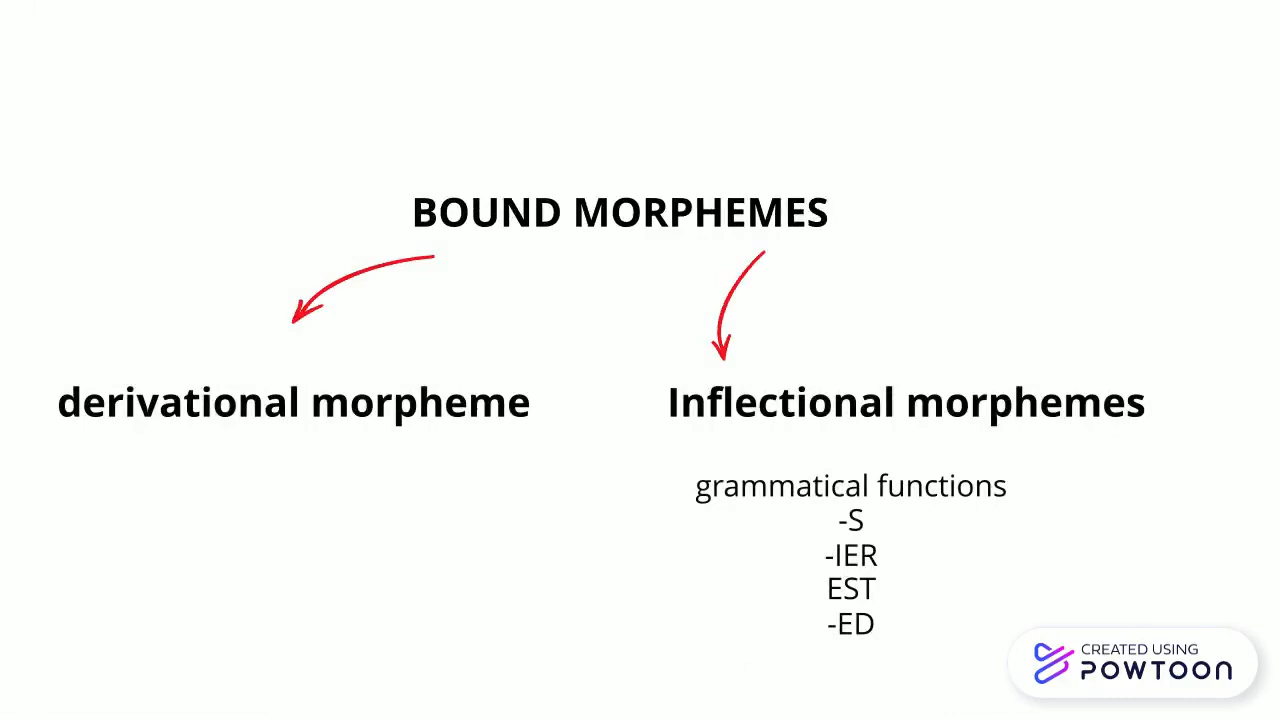 BOUND MORPHEMES
derivational morpheme
Inflectional morphemes
grammatical functions
-S
-IER
EST
-ED
CREATED USING
POWTOON